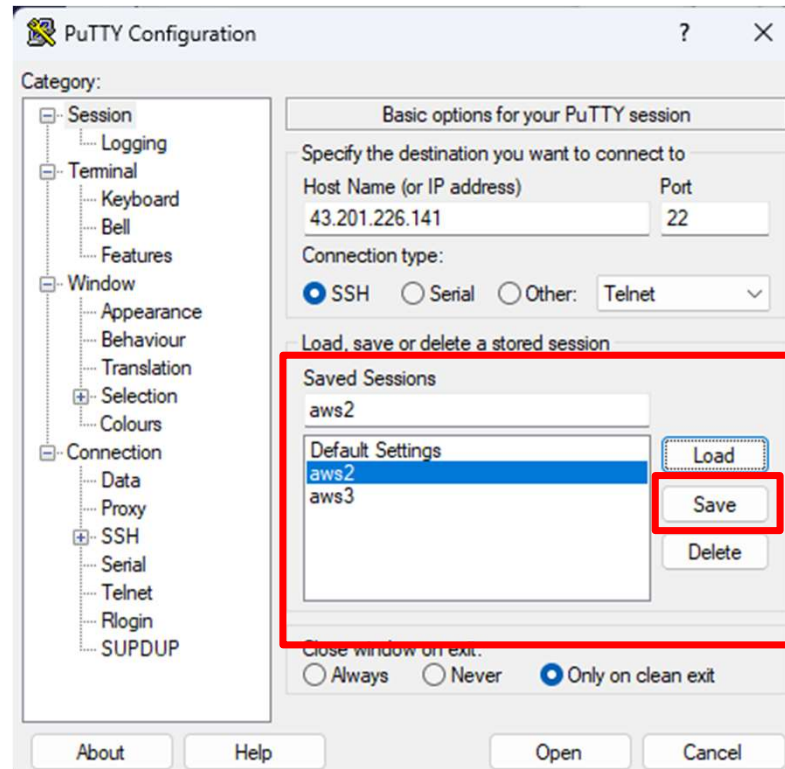 PuTTY Configuration
?
Category:
Session
Logging
Terminal
Keyboard
Bell
Features
Window
Appearance
Behaviour
Translation
Selection
Colours
Connection
Data
Proxy
SSH
Serial
Telnet
Rlogin
SUPDUP
Basic options for your PuTTY session
Specify the destination you want to connect to
Host Name (or IP address) Port
43.201.226.141 22
Connection type:
SSH Serial Other: Telnet
Load, save or delete a stored session
Saved Sessions
aws2
Default Settings
aws2
aws3
Load
Save
Delete
Close window on exit:
Always Never Only on clean exit
About Help Open Cancel